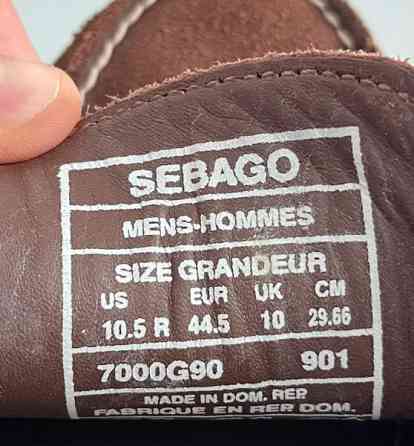 SEBAGO
MENS-HOMMES
SIZE GRANDEUR
US EUR UK CM
10.5 R 44.5 10 29.66
7000G90 901
MADE IN DOM. REP
FABRIQUE EN REP DOM.